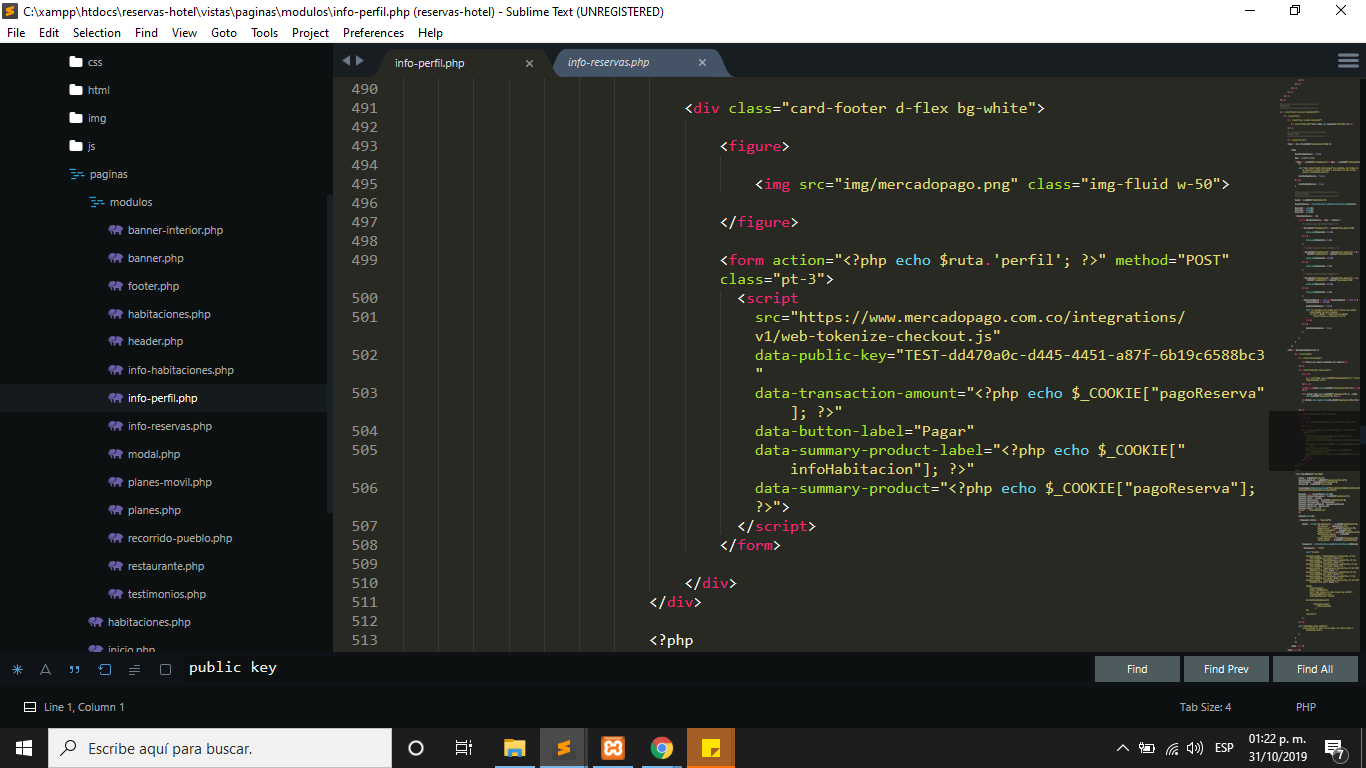 C:\xampp\htdocs\reservas-hotel\vistas\paginas\modulos\info-perfil.php (reservas-hotel) - Sublime Text (UNREGISTERED)
File Edit Selection Find View Goto Tools Project Preferences Help
css
html
img
js
paginas
modulos
banner-interior.php
banner.php
footer.php
habitaciones.php
header.php
info-habitaciones.php
info-perfil.php
info-reservas.php
modal.php
planes-movil.php
planes.php
recorrido-pueblo.php
restaurante.php
testimonios.php
habitaciones.php
inicio.php
info-perfil.php × info-reservas.php ×
490
491 <div class="card-footer d-flex bg-white">
492
493 <figure>
494
495 <img src="img/mercadopago.png" class="img-fluid w-50">
496
497 </figure>
498
499 <form action="<?php echo $ruta.'perfil'; ?>" method="POST"
class="pt-3">
500 <script
501 src="https://www.mercadopago.com.co/integrations/
v1/web-tokenize-checkout.js"
502 data-public-key="TEST-dd470a0c-d445-4451-a87f-6b19c6588bc3
"
503 data-transaction-amount="<?php echo $_COOKIE["pagoReserva"
]; ?>"
504 data-button-label="Pagar"
505 data-summary-product-label="<?php echo $_COOKIE["
infoHabitacion"]; ?>"
506 data-summary-product="<?php echo $_COOKIE["pagoReserva"];
?>">
507 </script>
508 </form>
509
510 </div>
511 </div>
512
513 <?php
public key
Find Find Prev Find All
Line 1, Column 1
Tab Size: 4 PHP
Escribe aquí para buscar.
ESP
01:22 p. m.
31/10/2019
7